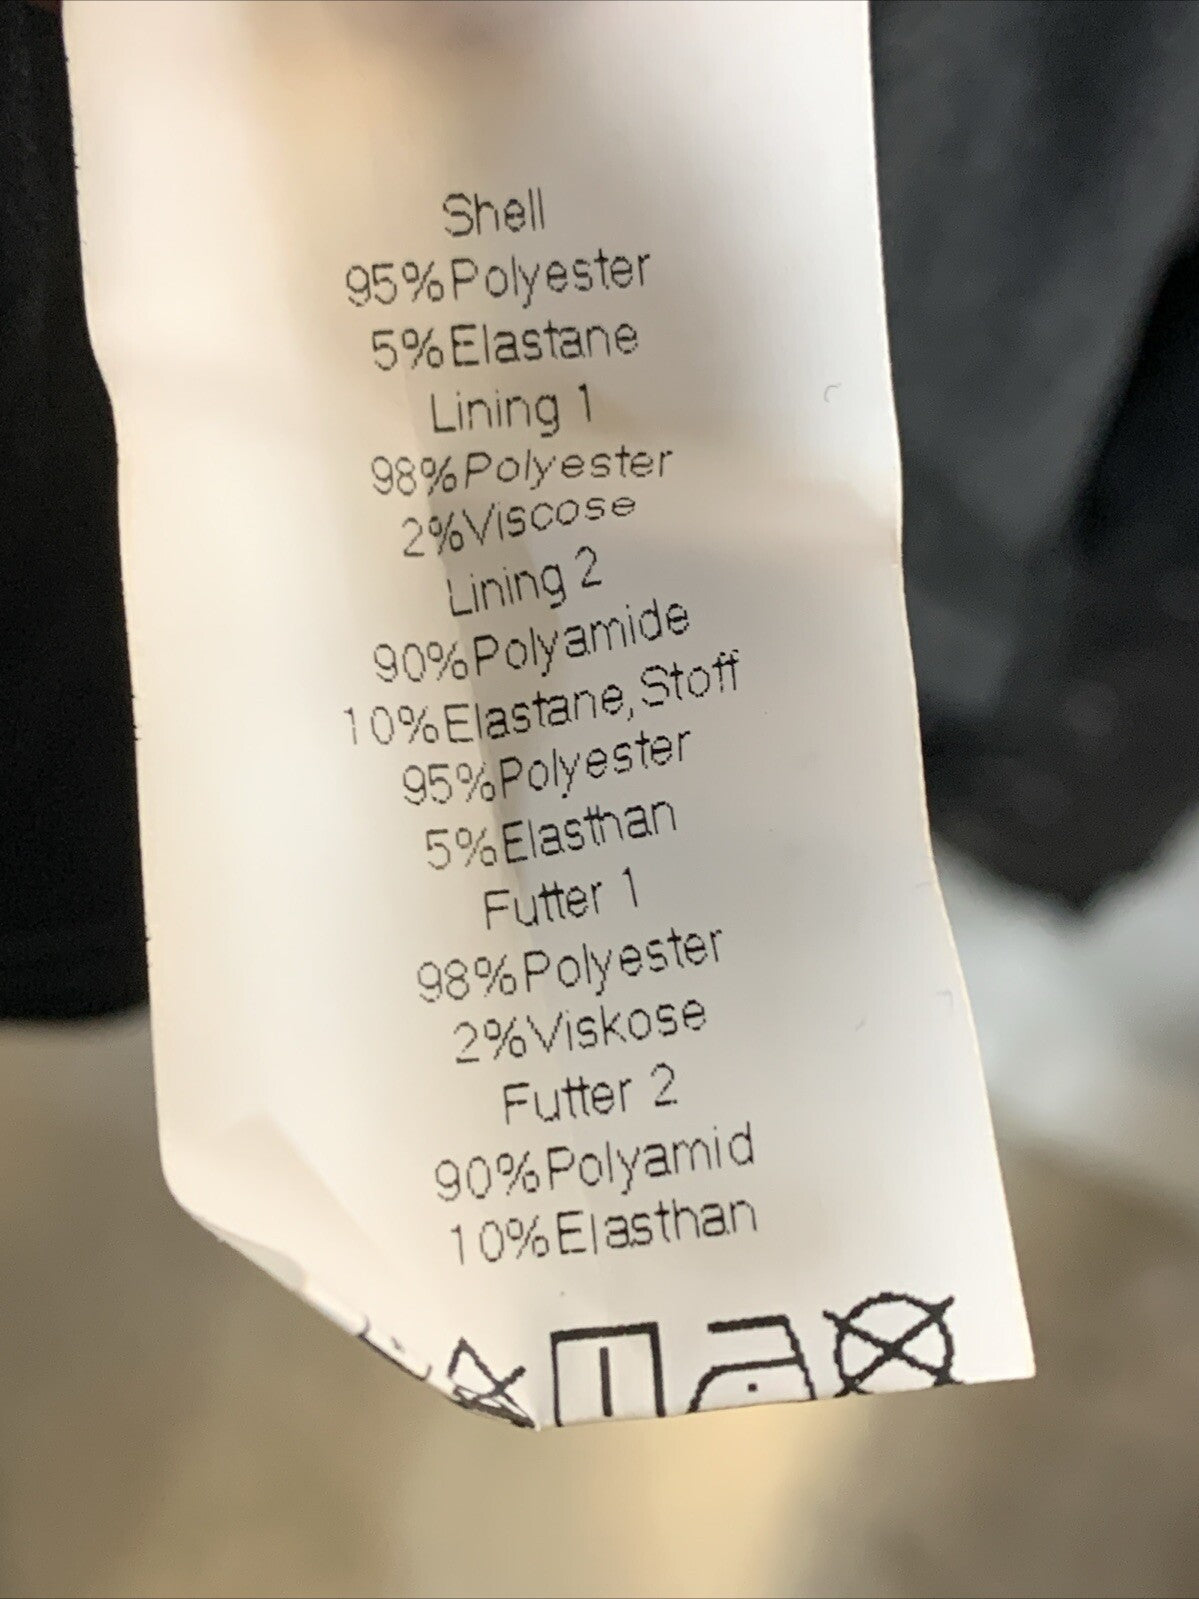 Shell
95%Polyester
5%Elastane
Lining 1
98%Polyester
2%Viscose
Lining 2
90%Polyamide
10%Elastane,Stoff
95%Polyester
5%Elasthan
Futter 1
98%Polyester
2%Viskose
Futter 2
90%Polyamid
10%Elasthan